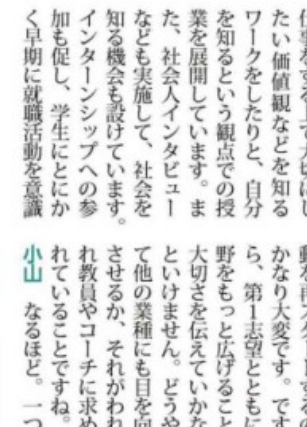 たい価値観などを知る
ワークをしたりと、自分
を知るという観点での授
業を展開しています。ま
た、社会人インタビュー
なども実施して、社会を
知る機会も設けています。
インターンシップへの参
加も促し、学生にとにか
く早期に就職活動を意識
かなり大変です。です
ら、第1志望とともに
野をもっと広げること
大切さを伝えていかな
といけません。どうや
て他の業種にも目を向
させるか、それがわれ
れ教員やコーチに求め
れていることですね。
小山 なるほど。一つ